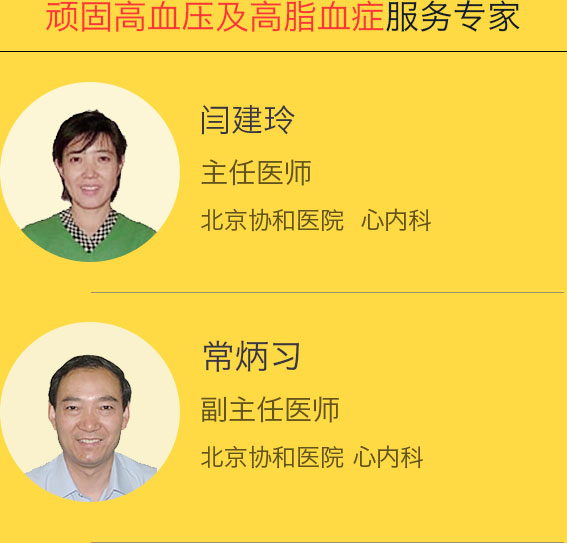 顽固高血压及高脂血症服务专家
闫建玲
主任医师
北京协和医院 心内科
常炳习
副主任医师
北京协和医院 心内科